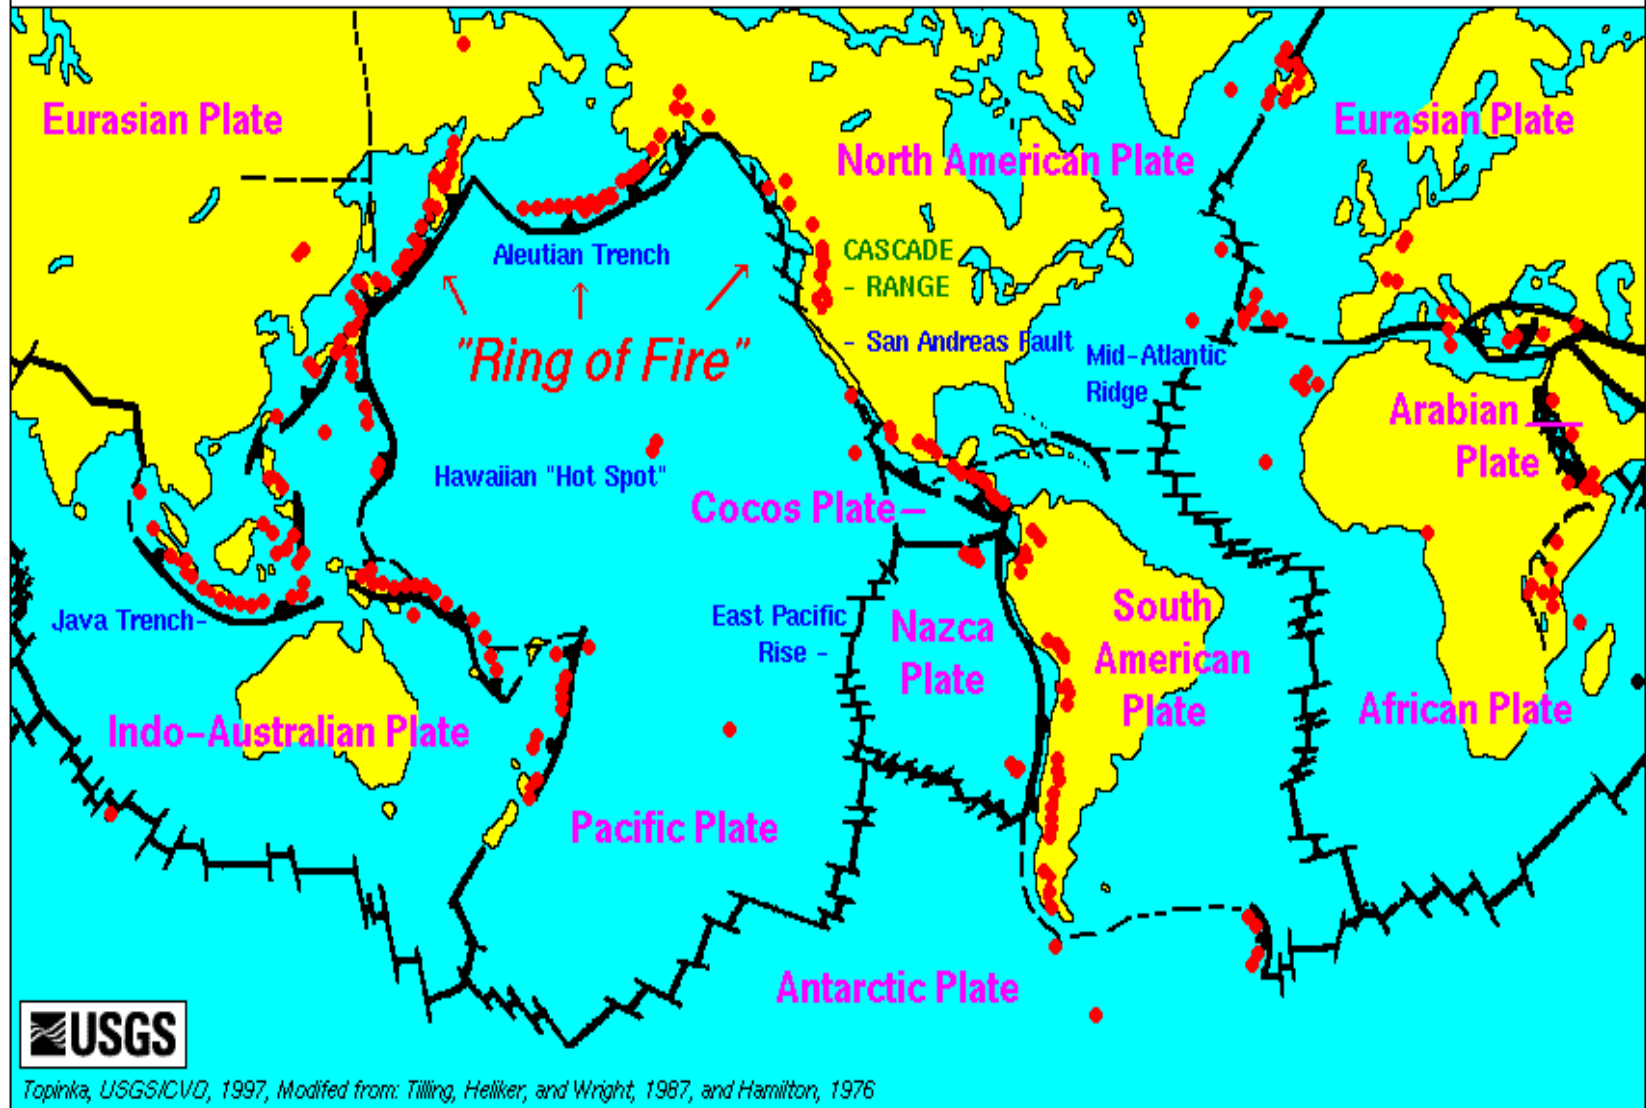 Eurasian Plate
Eurasian Plate
North American Plate
Aleutian Trench
CASCADE
- RANGE
"Ring of Fire"
- San Andreas Fault
Mid-Atlantic
Ridge
Arabian
Plate
Hawaiian "Hot Spot"
Cocos Plate
Java Trench-
East Pacific
Rise -
Nazca
Plate
South
American
Plate
Indo-Australian Plate
African Plate
Pacific Plate
Antarctic Plate
USGS
Topinka, USGS/CVO, 1997, Modifed from: Tilling, Heliker, and Wright, 1987, and Hamilton, 1976